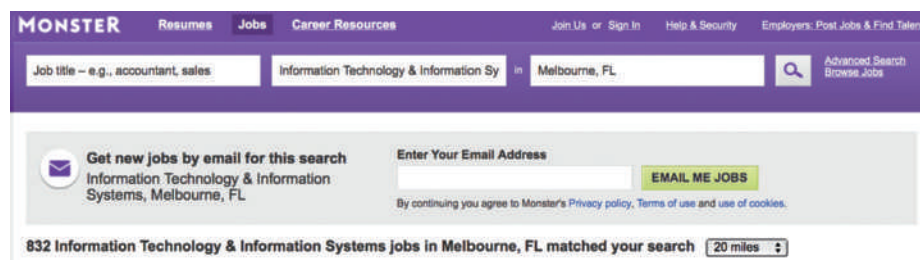 MONSTER Resumes Jobs Career Resources Join Us or Sign In Help & Security Employers: Post Jobs & Find Talen
Job title – e.g., accountant, sales Information Technology & Information Sy in Melbourne, FL Advanced Search
Browse Jobs
Get new jobs by email for this search
Information Technology & Information
Systems, Melbourne, FL
Enter Your Email Address
EMAIL ME JOBS
By continuing you agree to Monster's Privacy policy, Terms of use and use of cookies.
832 Information Technology & Information Systems jobs in Melbourne, FL matched your search 20 miles